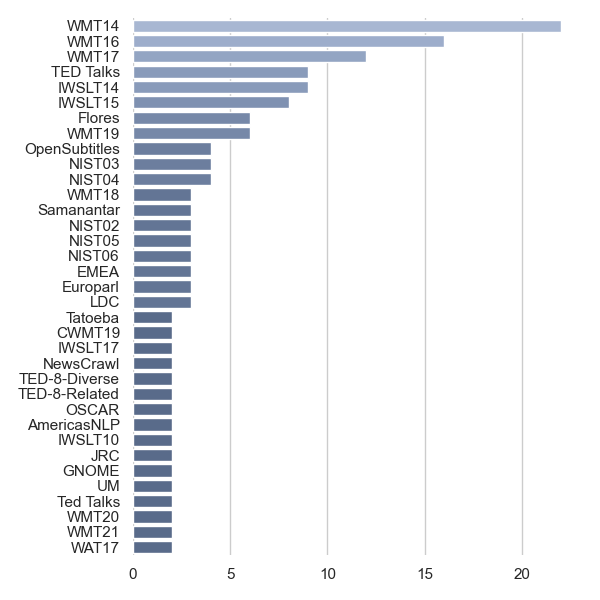 WMT14
WMT16
WMT17
TED Talks
IWSLT14
IWSLT15
Flores
WMT19
OpenSubtitles
NIST03
NIST04
WMT18
Samanantar
NIST02
NIST05
NIST06
EMEA
Europarl
LDC
Tatoeba
CWMT19
IWSLT17
NewsCrawl
TED-8-Diverse
TED-8-Related
OSCAR
AmericasNLP
IWSLT10
JRC
GNOME
UM
Ted Talks
WMT20
WMT21
WAT17
0 5 10 15 20